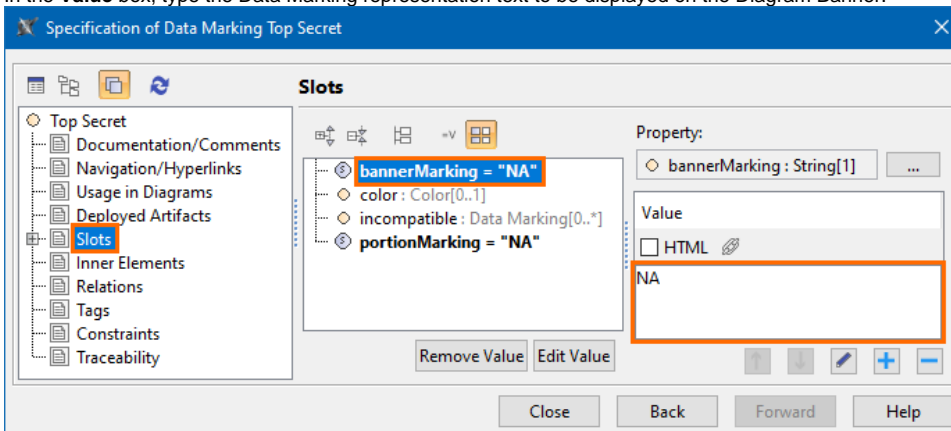 In the Value box, type the Data Marking representation text to be displayed on the Diagram Banner.
Specification of Data Marking Top Secret
Slots
Top Secret
Documentation/Comments
Navigation/Hyperlinks
Usage in Diagrams
Deployed Artifacts
Slots
Inner Elements
Relations
Tags
Constraints
Traceability
=V
bannerMarking = "NA"
color : Color[0..1]
incompatible : Data Marking[0..*]
portionMarking = "NA"
Remove Value Edit Value
Property:
bannerMarking : String[1] ...
Value
HTML
NA
Close Back Forward Help